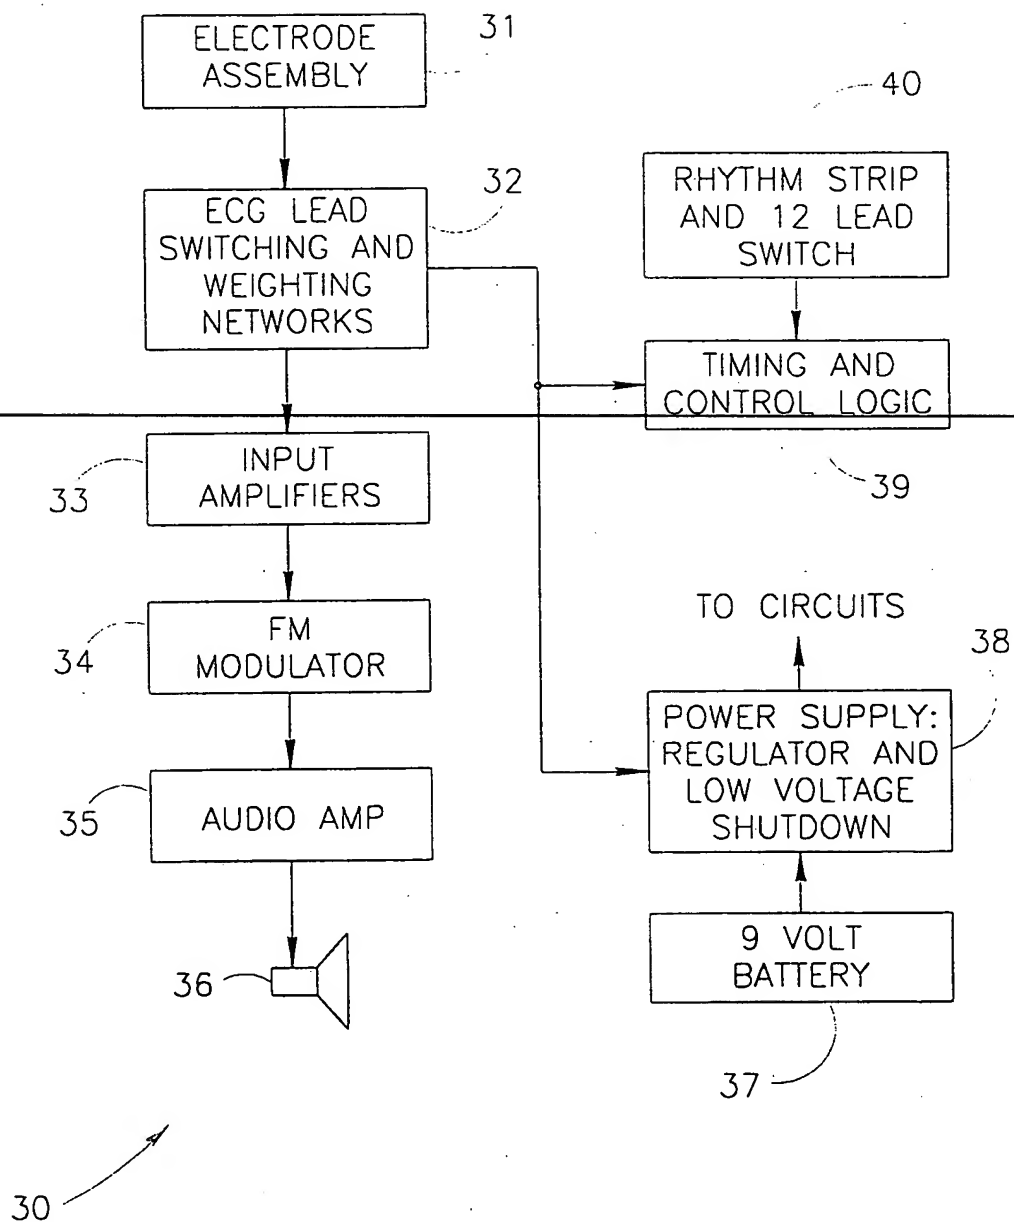 ELECTRODE
ASSEMBLY
31
ECG LEAD
SWITCHING AND
WEIGHTING
NETWORKS
32
INPUT
AMPLIFIERS
33
FM
MODULATOR
34
AUDIO AMP
35
36
40
RHYTHM STRIP
AND 12 LEAD
SWITCH
TIMING AND
CONTROL LOGIC
39
TO CIRCUITS
38
POWER SUPPLY:
REGULATOR AND
LOW VOLTAGE
SHUTDOWN
9 VOLT
BATTERY
37
30